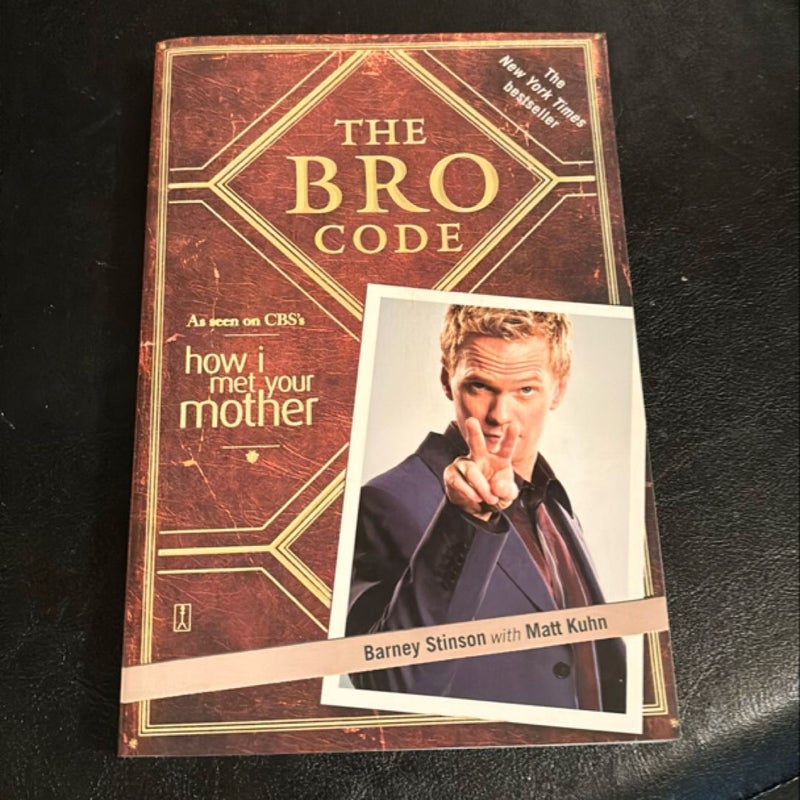 The
New York Times
bestseller
THE
BRO
CODE
As seen on CBS's
how i
met your
mother
Barney Stinson with Matt Kuhn